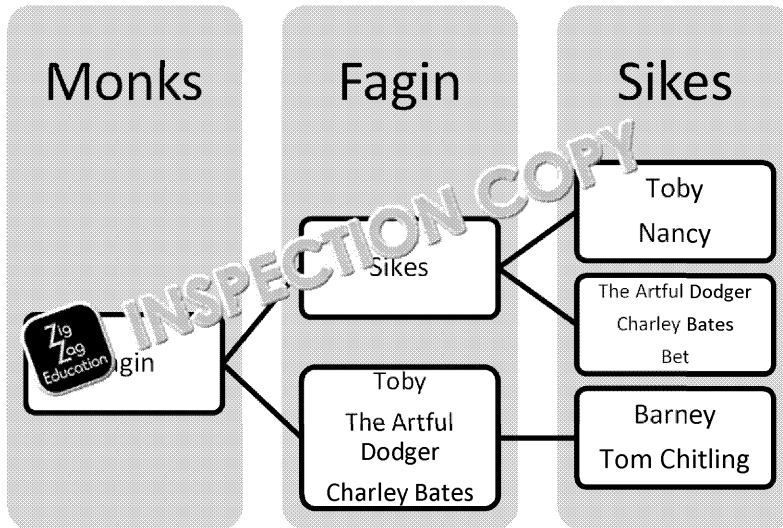 Monks
Fagin
Sikes
INSPECTION COPY
Zig
Zag
Education
Sikes
Toby
The Artful
Dodger
Charley Bates
Toby
Nancy
The Artful Dodger
Charley Bates
Bet
Barney
Tom Chitling